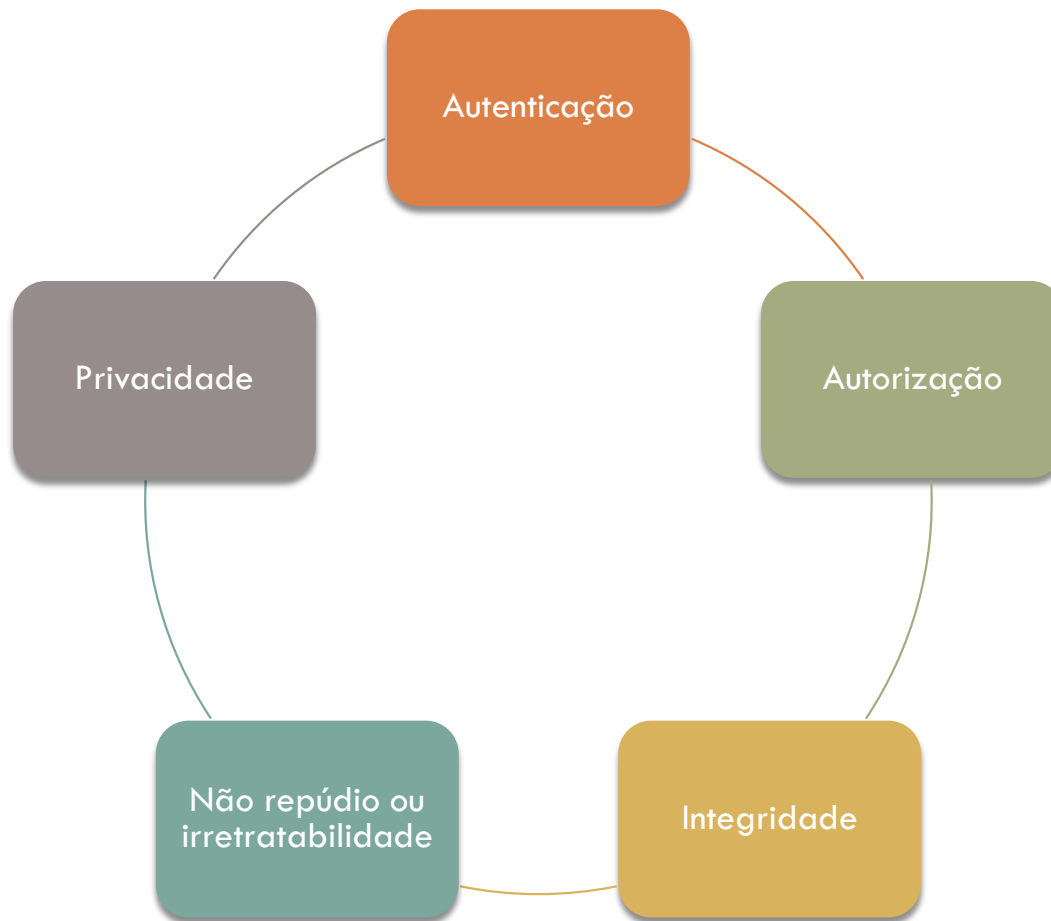 Autenticação
Privacidade
Autorização
Não repúdio ou
irretratabilidade
Integridade